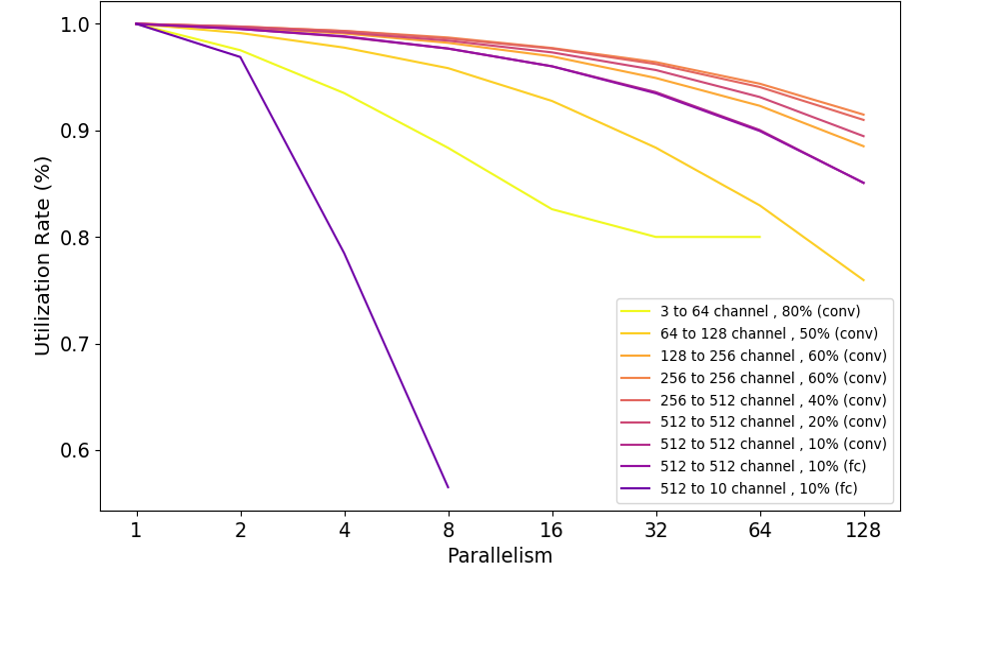 1.0
0.9
0.8
0.7
0.6
Utilization Rate (%)
3 to 64 channel , 80% (conv)
64 to 128 channel , 50% (conv)
128 to 256 channel , 60% (conv)
256 to 256 channel , 60% (conv)
256 to 512 channel , 40% (conv)
512 to 512 channel , 20% (conv)
512 to 512 channel , 10% (conv)
512 to 512 channel , 10% (fc)
512 to 10 channel , 10% (fc)
1 2 4 8 16 32 64 128
Parallelism